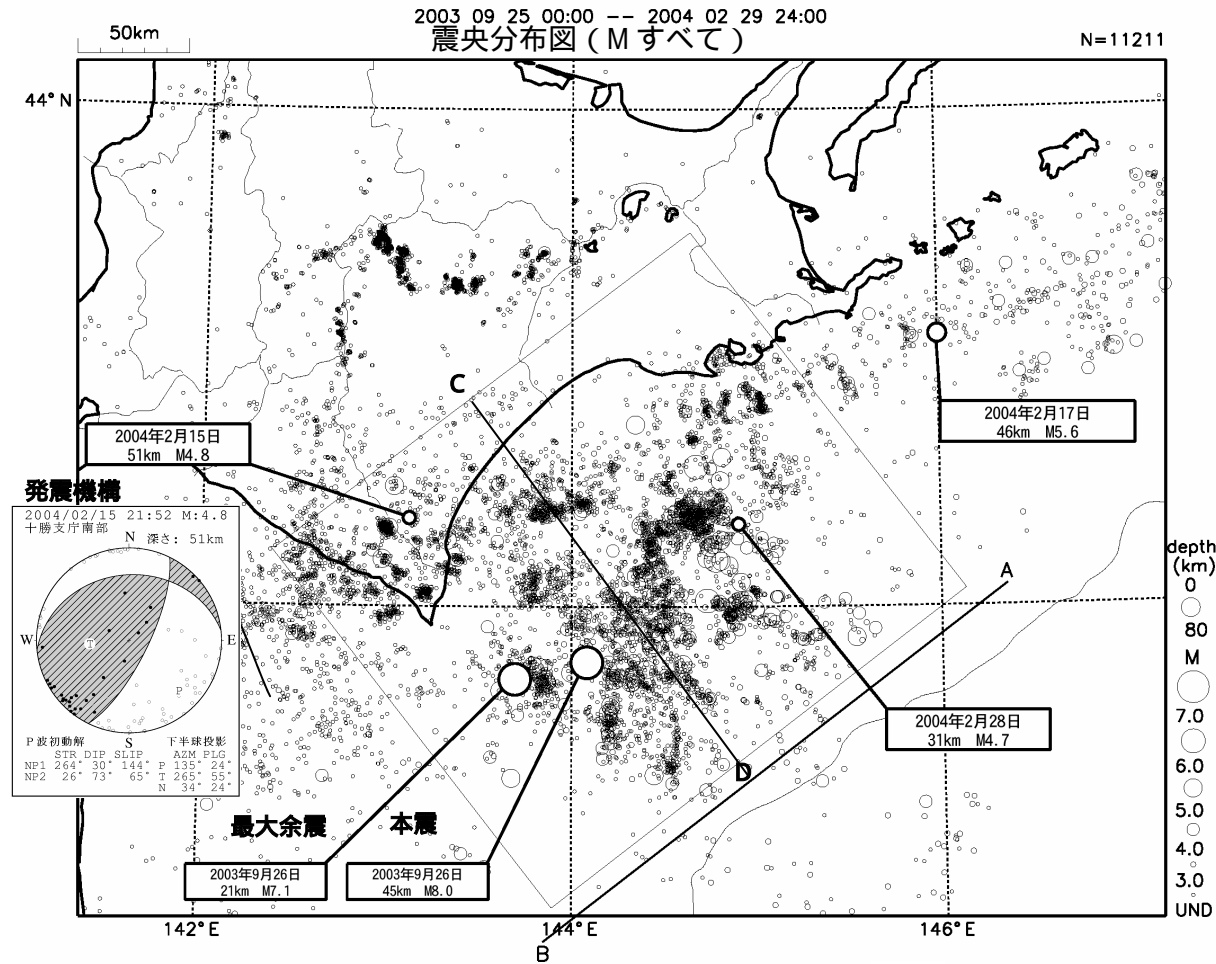 2003 09 25 00:00 -- 2004 02 29 24:00
50km
震央分布図（Mすべて）
N=11211
44°N
C
2004年2月17日
46km M5.6
2004年2月15日
51km M4.8
発震機構
2004/02/15 21:52 M:4.8
十勝支庁南部
N 深さ: 51km
W
T
E
P
S
P波初動解 下半球投影
STR DIP SLIP AZM PLG
NP1 264° 30° 144° P 135° 24°
NP2 26° 73° 65° T 265° 55°
N 34° 24°
A
2004年2月28日
31km M4.7
D
最大余震
本震
2003年9月26日
21km M7.1
2003年9月26日
45km M8.0
B
142°E
144°E
146°E
depth
(km)
0
80
M
7.0
6.0
5.0
4.0
3.0
UND